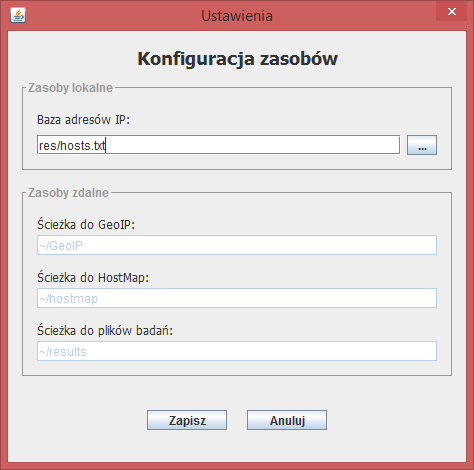 Ustawienia
Konfiguracja zasobów
Zasoby lokalne
Baza adresów IP:
res/hosts.txt
...
Zasoby zdalne
Ścieżka do GeoIP:
~/GeoIP
Ścieżka do HostMap:
~/hostmap
Ścieżka do plików badań:
~/results
Zapisz Anuluj